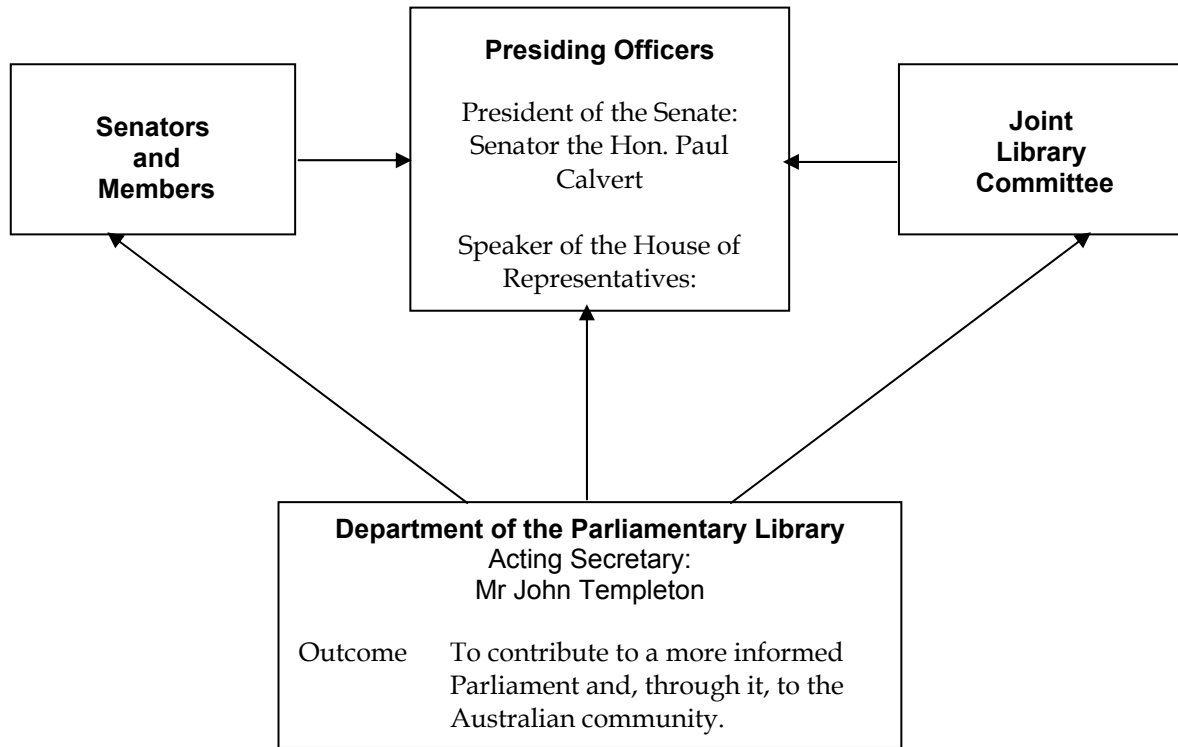 Senators
and
Members
Presiding Officers
President of the Senate:
Senator the Hon. Paul
Calvert
Speaker of the House of
Representatives:
Joint
Library
Committee
Department of the Parliamentary Library
Acting Secretary:
Mr John Templeton
Outcome To contribute to a more informed
Parliament and, through it, to the
Australian community.